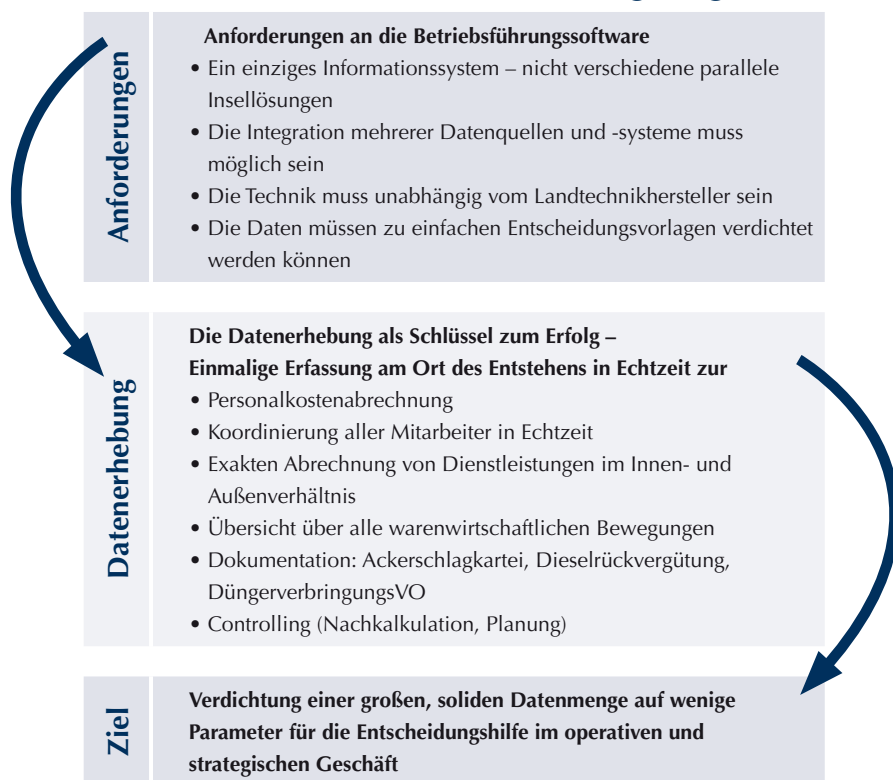 Anforderungen
Anforderungen an die Betriebsführungssoftware
• Ein einziges Informationssystem – nicht verschiedene parallele
Insellösungen
• Die Integration mehrerer Datenquellen und -systeme muss
möglich sein
• Die Technik muss unabhängig vom Landtechnikhersteller sein
• Die Daten müssen zu einfachen Entscheidungsvorlagen verdichtet
werden können
Datenerhebung
Die Datenerhebung als Schlüssel zum Erfolg –
Einmalige Erfassung am Ort des Entstehens in Echtzeit zur
• Personalkostenabrechnung
• Koordinierung aller Mitarbeiter in Echtzeit
• Exakten Abrechnung von Dienstleistungen im Innen- und
Außenverhältnis
• Übersicht über alle warenwirtschaftlichen Bewegungen
• Dokumentation: Ackerschlagkartei, Dieselrückvergütung,
DüngerverbringungsVO
• Controlling (Nachkalkulation, Planung)
Ziel
Verdichtung einer großen, soliden Datenmenge auf wenige
Parameter für die Entscheidungshilfe im operativen und
strategischen Geschäft